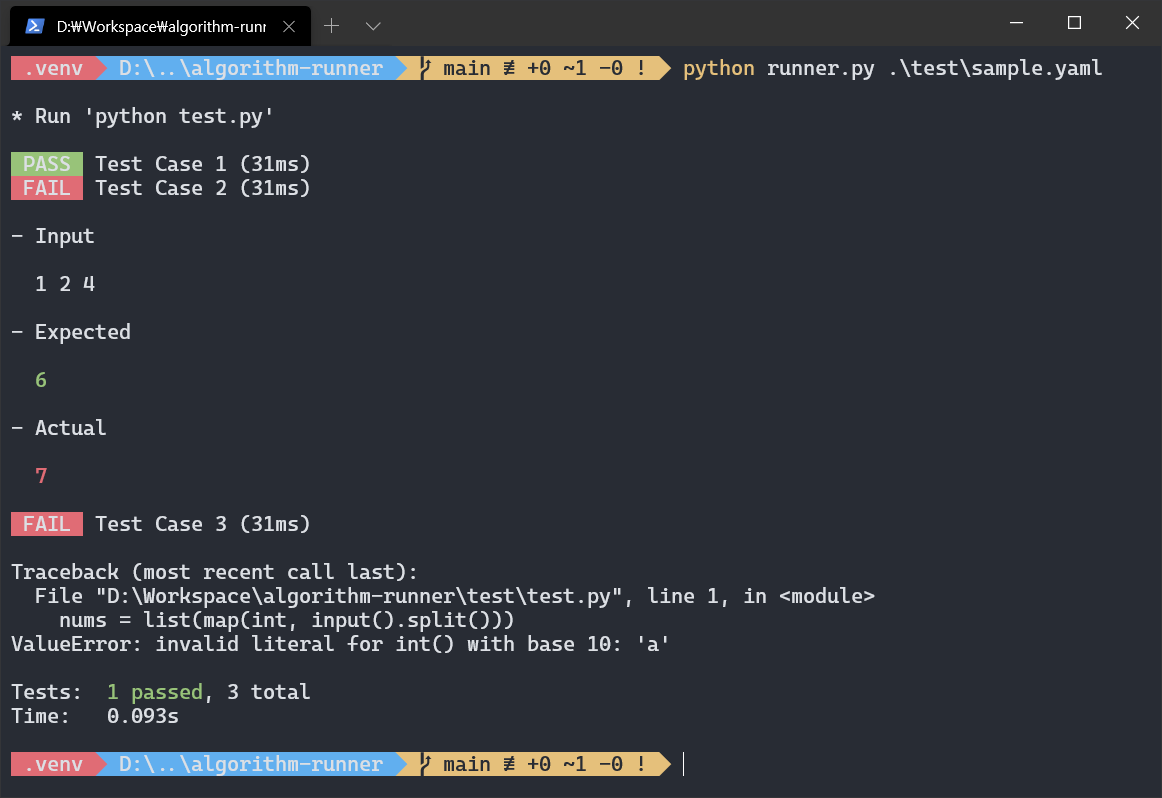 D:₩Workspace₩algorithm-runr
.venv D:\..\algorithm-runner main ≢ +0 ~1 -0 ! python runner.py .\test\sample.yaml
* Run 'python test.py'
PASS Test Case 1 (31ms)
FAIL Test Case 2 (31ms)
- Input
1 2 4
- Expected
6
- Actual
7
FAIL Test Case 3 (31ms)
Traceback (most recent call last):
File "D:\Workspace\algorithm-runner\test\test.py", line 1, in <module>
nums = list(map(int, input().split()))
ValueError: invalid literal for int() with base 10: 'a'
Tests: 1 passed, 3 total
Time: 0.093s
.venv D:\..\algorithm-runner main ≢ +0 ~1 -0 !